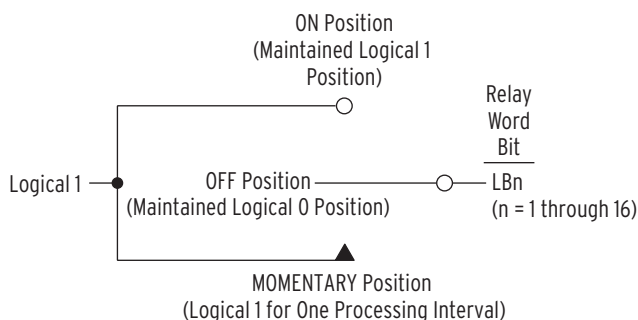 ON Position
(Maintained Logical 1
Position)
Relay
Word
Bit
Logical 1
OFF Position
(Maintained Logical 0 Position)
LBn
(n = 1 through 16)
MOMENTARY Position
(Logical 1 for One Processing Interval)